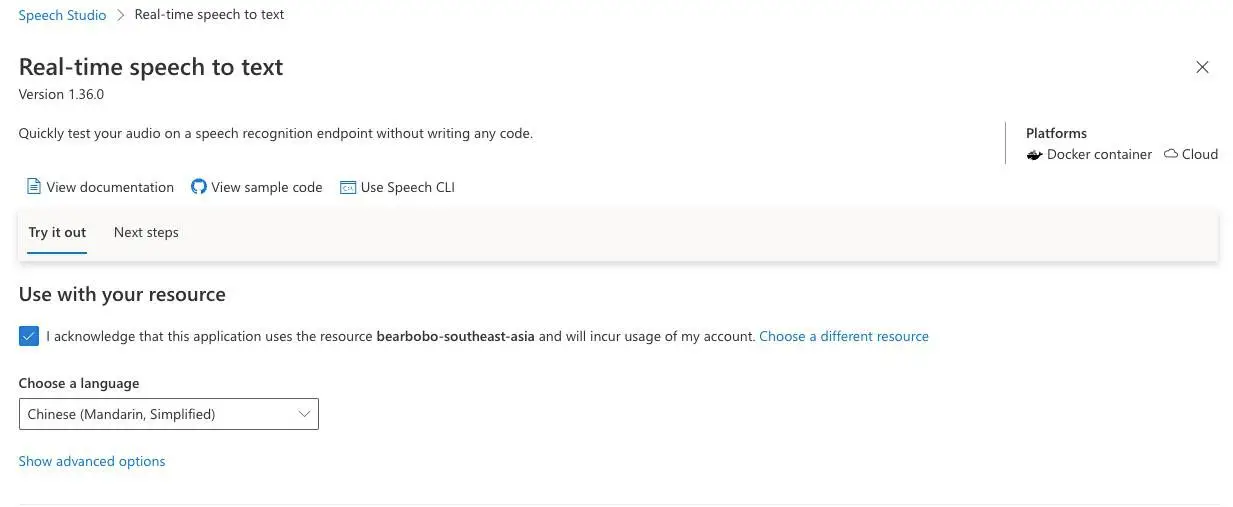 Speech Studio > Real-time speech to text
Real-time speech to text
Version 1.36.0
Quickly test your audio on a speech recognition endpoint without writing any code.
Platforms
Docker container Cloud
View documentation View sample code Use Speech CLI
Try it out Next steps
Use with your resource
I acknowledge that this application uses the resource bearbobo-southeast-asia and will incur usage of my account. Choose a different resource
Choose a language
Chinese (Mandarin, Simplified)
Show advanced options